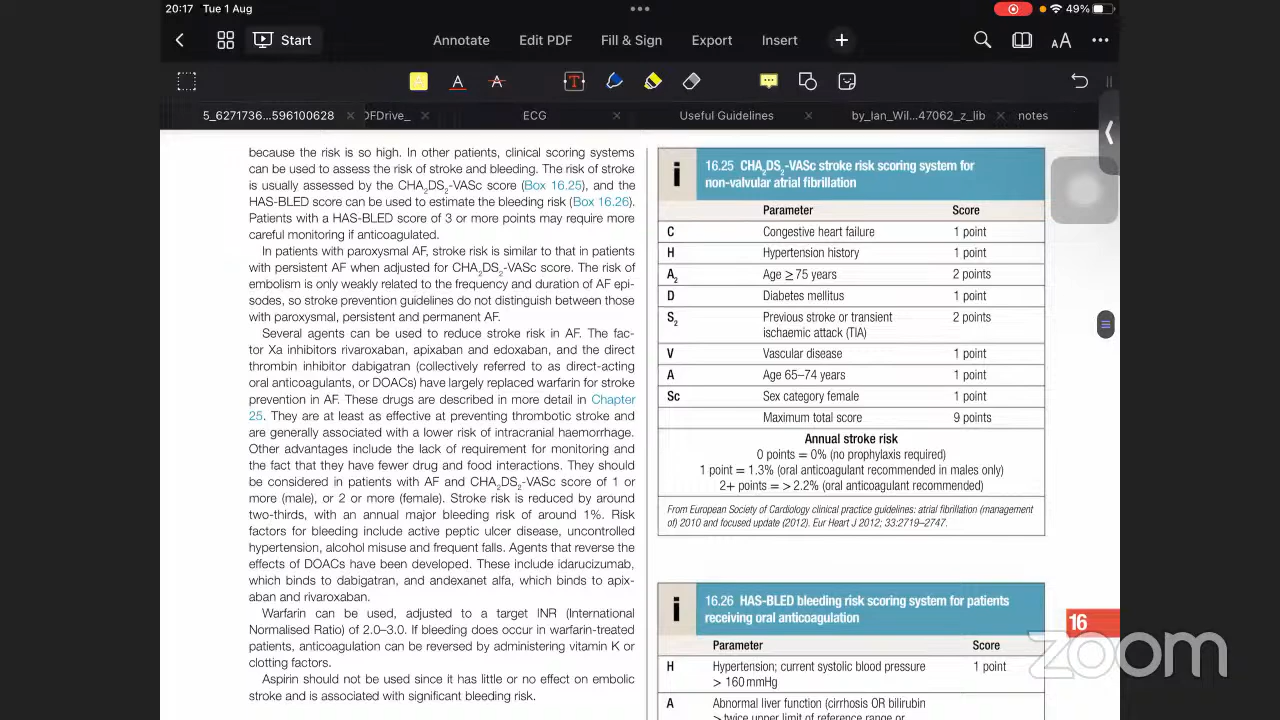 20:17 Tue 1 Aug
49%
Start
Annotate
Edit PDF
Fill & Sign
Export
Insert
AA
A
A
T
5_6271736...596100628
DFDrive_
ECG
Useful Guidelines
by_Ian_Wil...47062_z_lib
notes
because the risk is so high. In other patients, clinical scoring systems
can be used to assess the risk of stroke and bleeding. The risk of stroke
is usually assessed by the CHA2DS2-VASc score (Box 16.25), and the
HAS-BLED score can be used to estimate the bleeding risk (Box 16.26).
Patients with a HAS-BLED score of 3 or more points may require more
careful monitoring if anticoagulated.
In patients with paroxysmal AF, stroke risk is similar to that in patients
with persistent AF when adjusted for CHA2DS2-VASc score. The risk of
embolism is only weakly related to the frequency and duration of AF epi-
sodes, so stroke prevention guidelines do not distinguish between those
with paroxysmal, persistent and permanent AF.
Several agents can be used to reduce stroke risk in AF. The fac-
tor Xa inhibitors rivaroxaban, apixaban and edoxaban, and the direct
thrombin inhibitor dabigatran (collectively referred to as direct-acting
oral anticoagulants, or DOACs) have largely replaced warfarin for stroke
prevention in AF. These drugs are described in more detail in Chapter
25. They are at least as effective at preventing thrombotic stroke and
are generally associated with a lower risk of intracranial haemorrhage.
Other advantages include the lack of requirement for monitoring and
the fact that they have fewer drug and food interactions. They should
be considered in patients with AF and CHA2DS2-VASc score of 1 or
more (male), or 2 or more (female). Stroke risk is reduced by around
two-thirds, with an annual major bleeding risk of around 1%. Risk
factors for bleeding include active peptic ulcer disease, uncontrolled
hypertension, alcohol misuse and frequent falls. Agents that reverse the
effects of DOACs have been developed. These include idarucizumab,
which binds to dabigatran, and andexanet alfa, which binds to apix-
aban and rivaroxaban.
Warfarin can be used, adjusted to a target INR (International
Normalised Ratio) of 2.0–3.0. If bleeding does occur in warfarin-treated
patients, anticoagulation can be reversed by administering vitamin K or
clotting factors.
Aspirin should not be used since it has little or no effect on embolic
stroke and is associated with significant bleeding risk.
i
16.25 CHA2DS2-VASc stroke risk scoring system for
non-valvular atrial fibrillation
Parameter Score
C Congestive heart failure 1 point
H Hypertension history 1 point
A2 Age ≥ 75 years 2 points
D Diabetes mellitus 1 point
S2 Previous stroke or transient 2 points
ischaemic attack (TIA)
V Vascular disease 1 point
A Age 65–74 years 1 point
Sc Sex category female 1 point
Maximum total score 9 points
Annual stroke risk
0 points = 0% (no prophylaxis required)
1 point = 1.3% (oral anticoagulant recommended in males only)
2+ points = > 2.2% (oral anticoagulant recommended)
From European Society of Cardiology clinical practice guidelines: atrial fibrillation (management
of) 2010 and focused update (2012). Eur Heart J 2012; 33:2719–2747.
i
16.26 HAS-BLED bleeding risk scoring system for patients
receiving oral anticoagulation
Parameter Score
H Hypertension; current systolic blood pressure 1 point
> 160 mmHg
A Abnormal liver function (cirrhosis OR bilirubin
> twice upper limit of reference range or
16
zoom